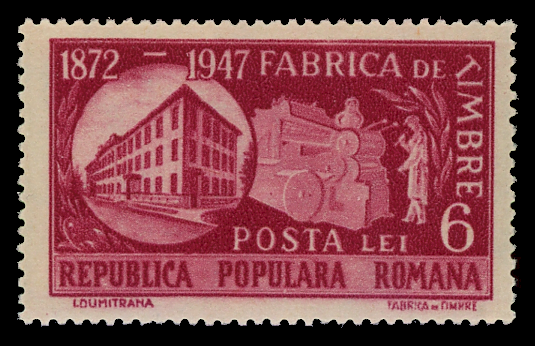 1872 – 1947 FABRICA DE TIMBRE
POSTA LEI 6
REPUBLICA POPULARA ROMANA
I.DUMITRANA FABRICA DE TIMBRE